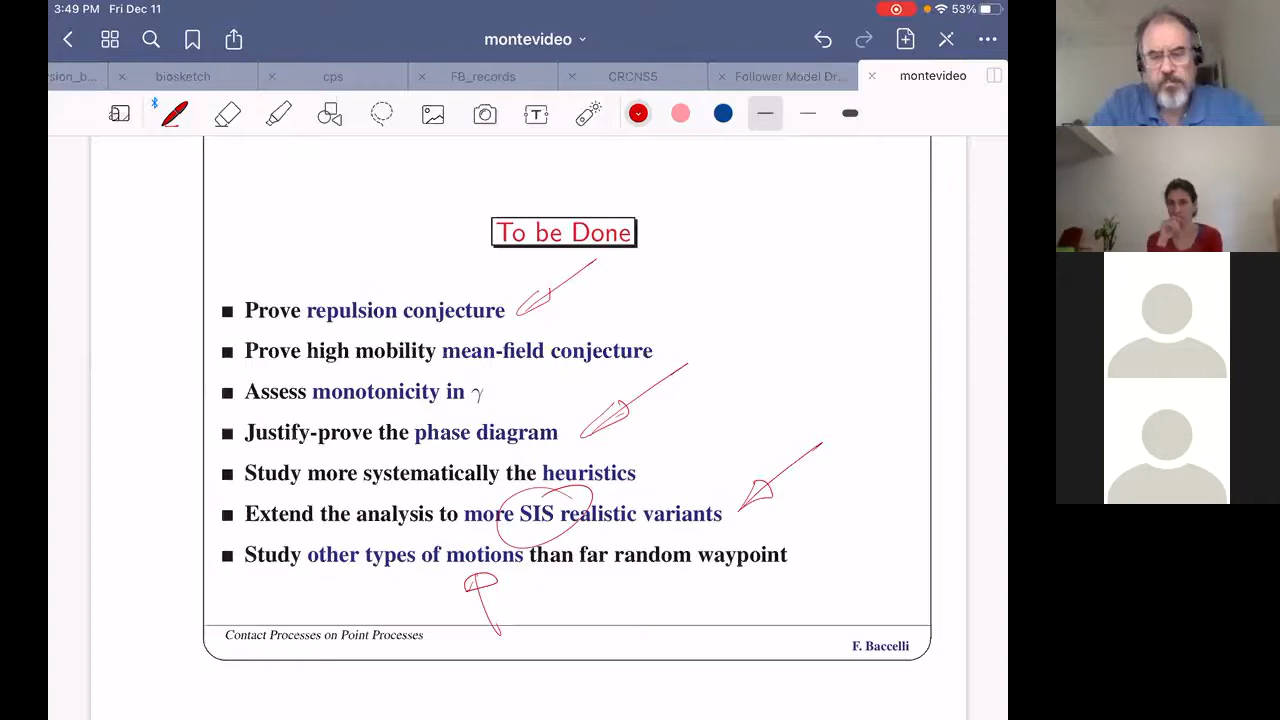 3:49 PM Fri Dec 11
53%
montevideo
rsion_b...
biosketch
cps
FB_records
CRCNS5
Follower Model Dr...
montevideo
T
To be Done
Prove repulsion conjecture
Prove high mobility mean-field conjecture
Assess monotonicity in γ
Justify-prove the phase diagram
Study more systematically the heuristics
Extend the analysis to more SIS realistic variants
Study other types of motions than far random waypoint
Contact Processes on Point Processes
F. Baccelli